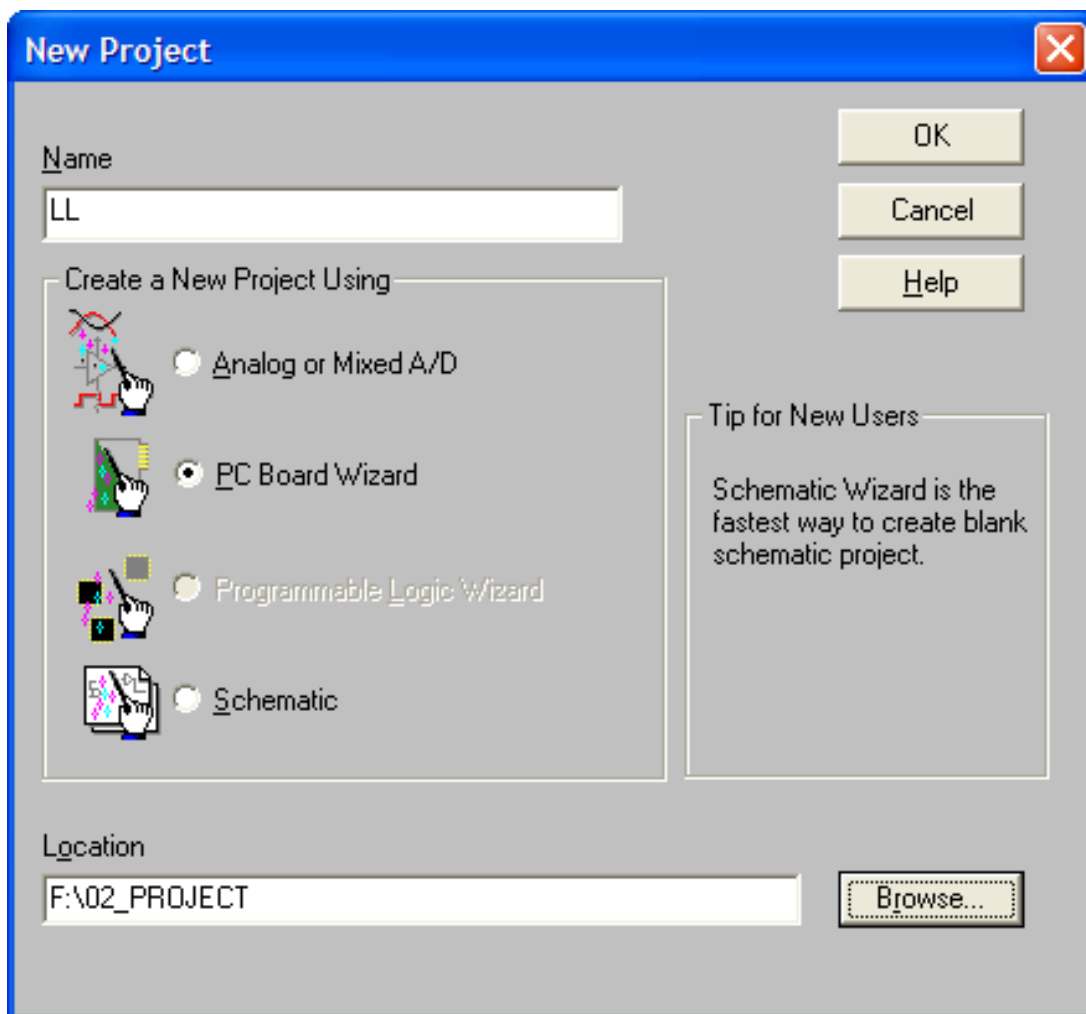 New Project
Name
LL
OK
Cancel
Help
Create a New Project Using
Analog or Mixed A/D
PC Board Wizard
Programmable Logic Wizard
Schematic
Tip for New Users
Schematic Wizard is the
fastest way to create blank
schematic project.
Location
F:\02_PROJECT
Browse...